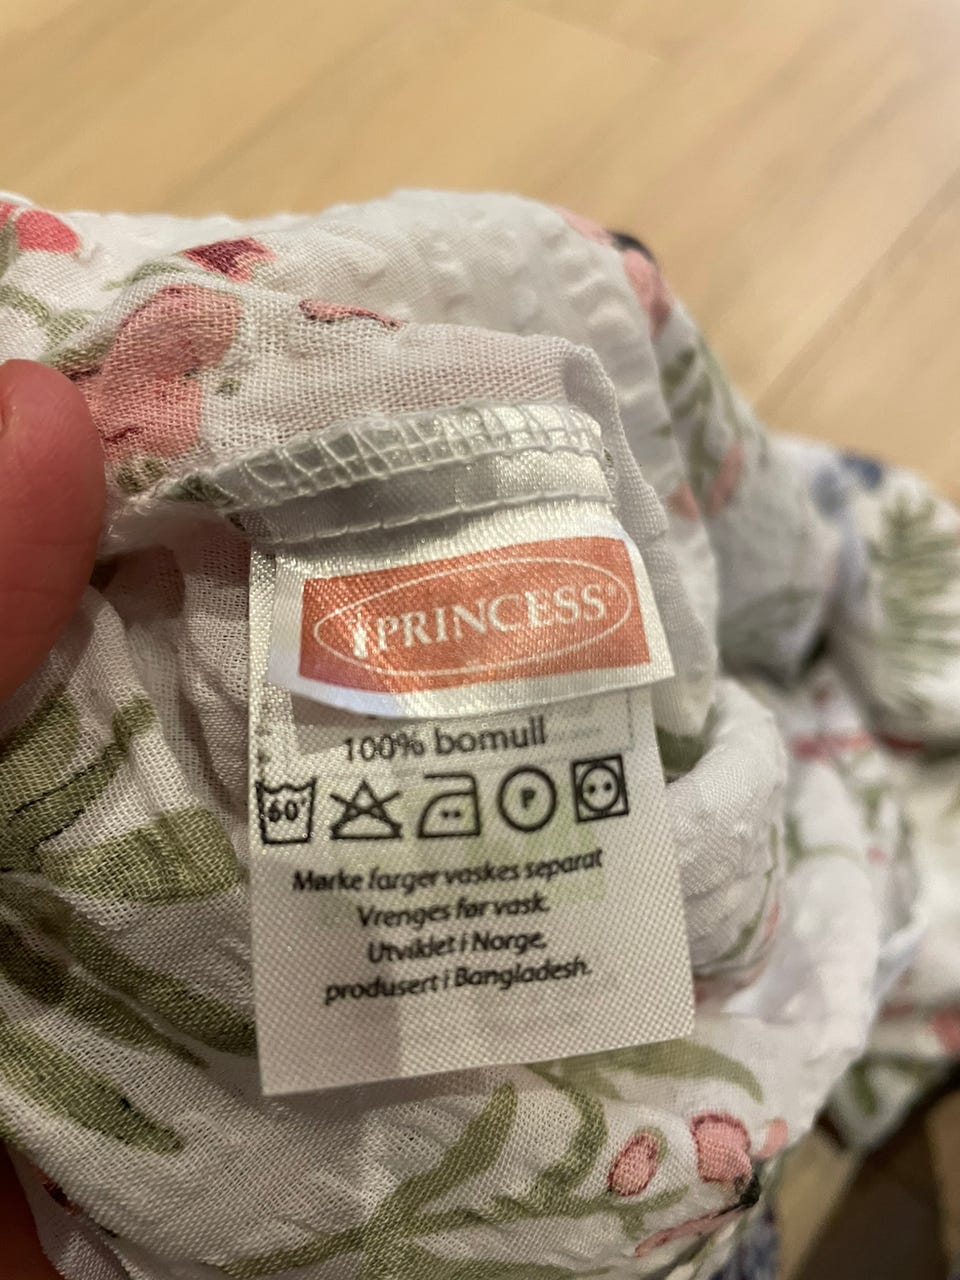 PRINCESS®
100% bomull
60°
P
Mørke farger vaskes separat
Vrenges før vask.
Utviklet i Norge,
produsert i Bangladesh.